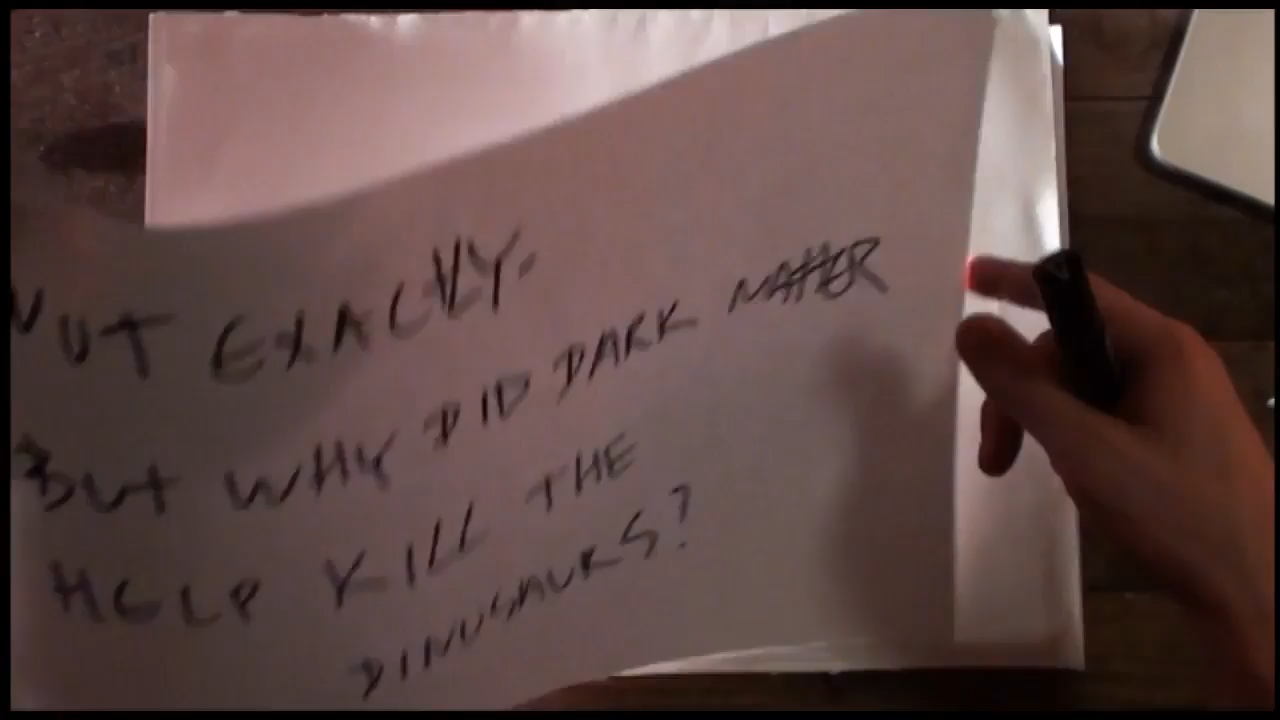 NOT EXACTLY.
BUT WHY DID DARK MATTER
HELP KILL THE
DINOSAURS?